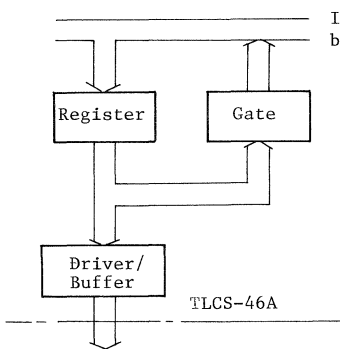 I
b
Register
Gate
Driver/
Buffer
TLCS-46A